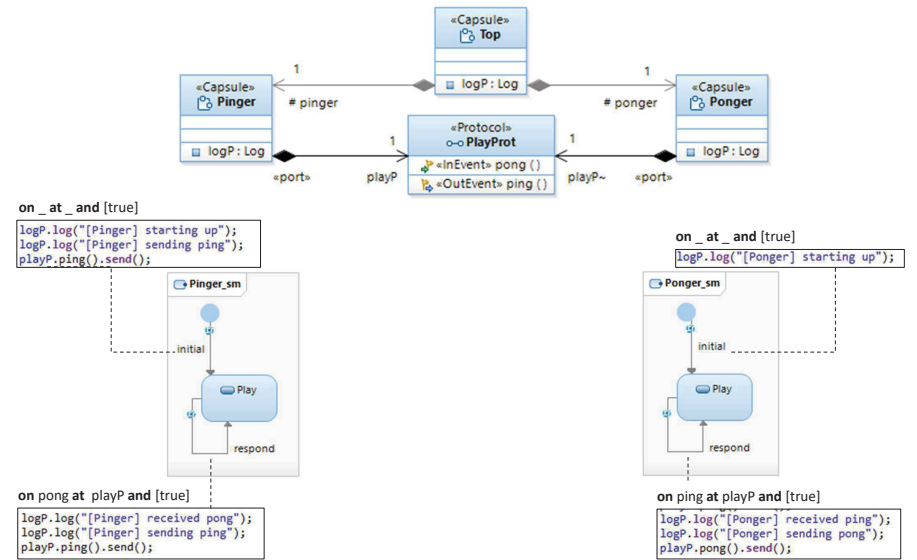 «Capsule»
Top
logP : Log
1
1
# pinger
# ponger
«Capsule»
Pinger
logP : Log
«Capsule»
Ponger
logP : Log
«Protocol»
PlayProt
«InEvent» pong ( )
«OutEvent» ping ( )
1
1
«port»
playP
playP~
«port»
on _ at _ and [true]
logP.log("[Pinger] starting up");
logP.log("[Pinger] sending ping");
playP.ping().send();
Pinger_sm
initial
Play
respond
on pong at playP and [true]
logP.log("[Pinger] received pong");
logP.log("[Pinger] sending ping");
playP.ping().send();
on _ at _ and [true]
logP.log("[Ponger] starting up");
Ponger_sm
initial
Play
respond
on ping at playP and [true]
logP.log("[Ponger] received ping");
logP.log("[Ponger] sending pong");
playP.pong().send();